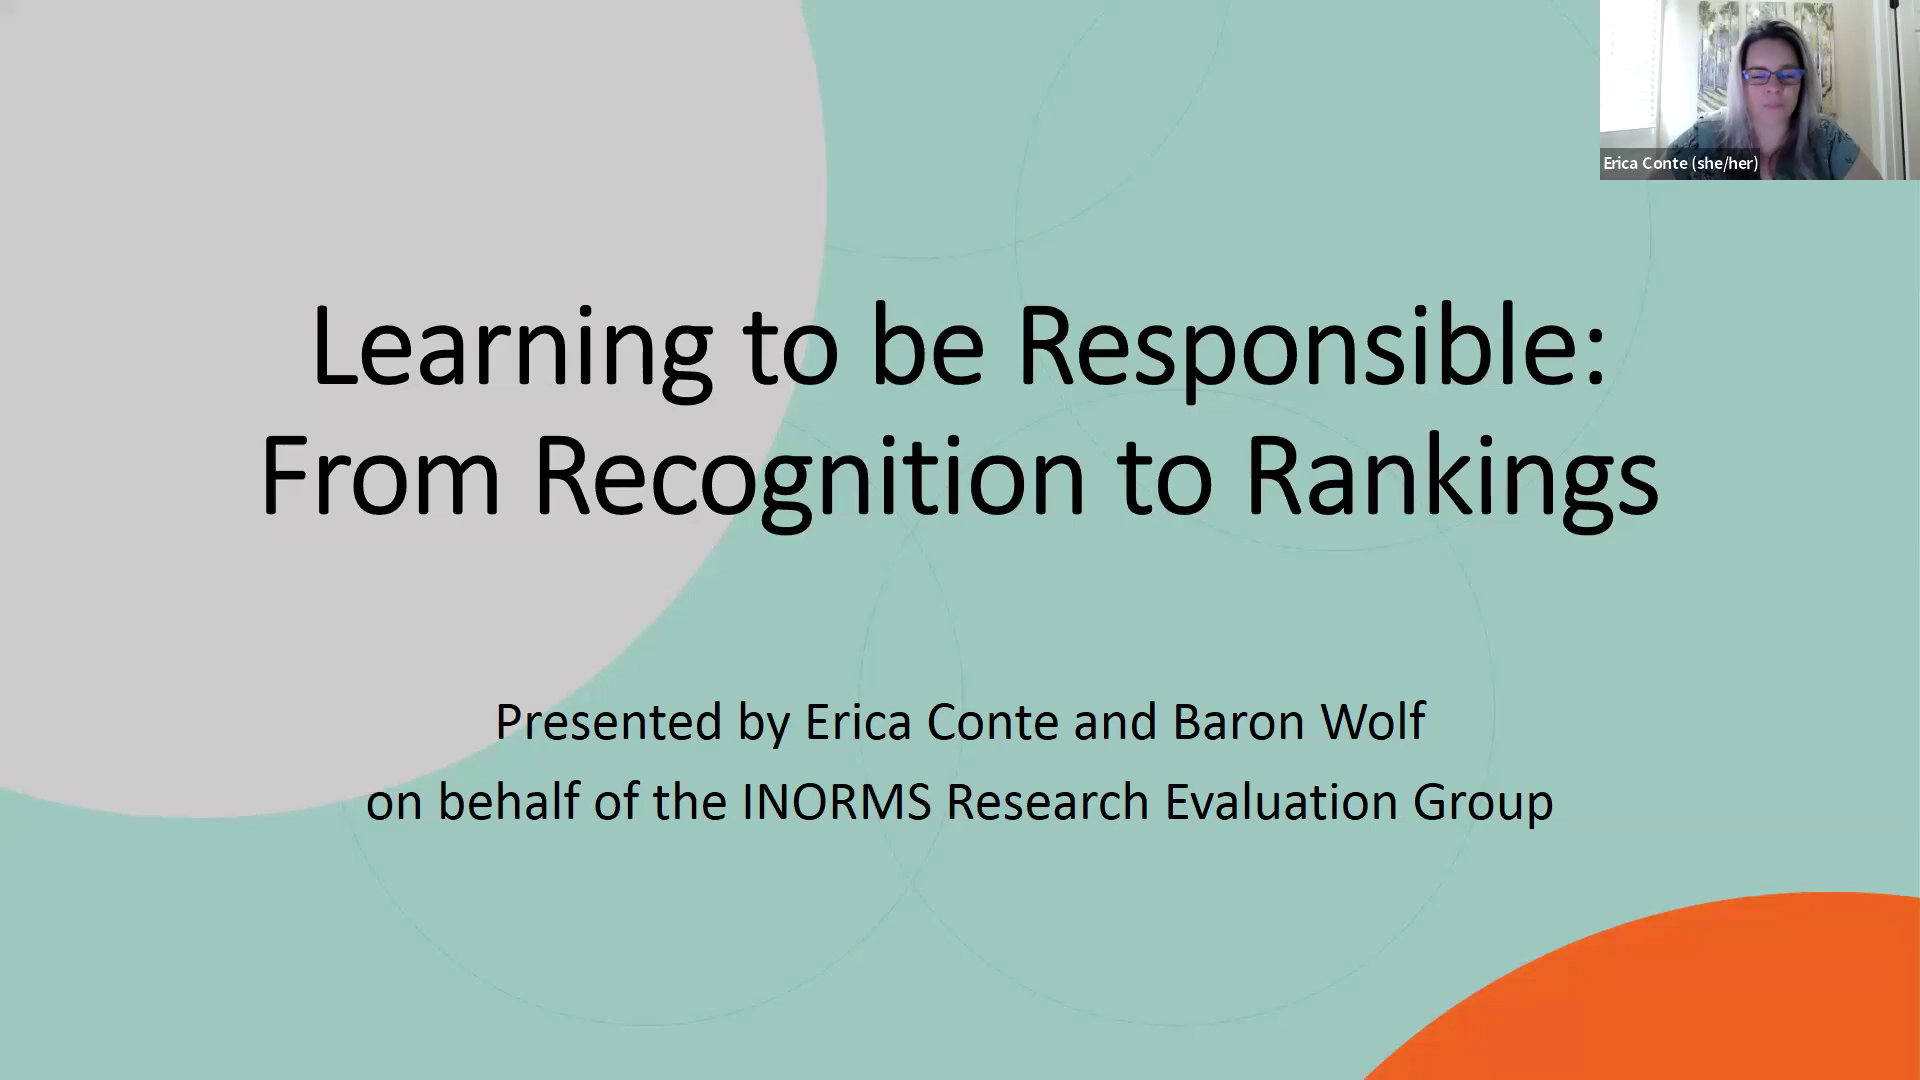 Erica Conte (she/her)
Learning to be Responsible:
From Recognition to Rankings
Presented by Erica Conte and Baron Wolf
on behalf of the INORMS Research Evaluation Group